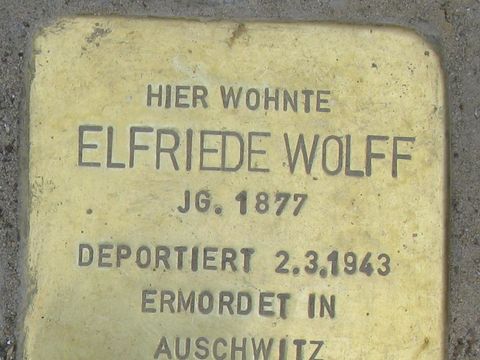 HIER WOHNTE
ELFRIEDE WOLFF
JG. 1877
DEPORTIERT 2.3.1943
ERMORDET IN
AUSCHWITZ